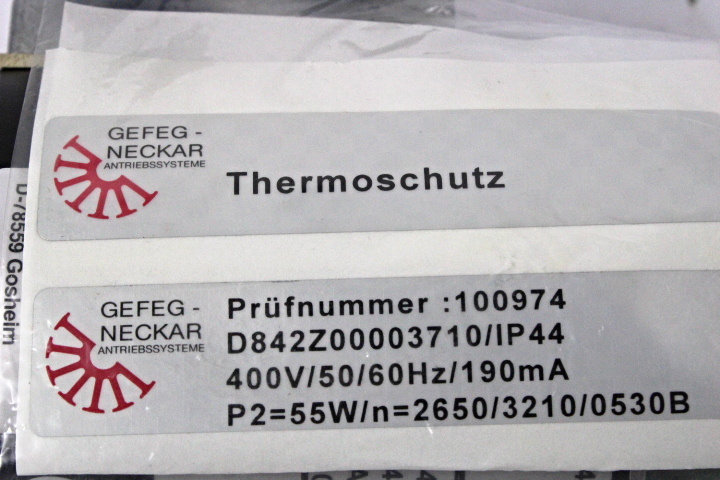 GEFEG -
NECKAR
ANTRIEBSSYSTEME
Thermoschutz
GEFEG -
NECKAR
ANTRIEBSSYSTEME
Prüfnummer :100974
D842Z00003710/IP44
400V/50/60Hz/190mA
P2=55W/n=2650/3210/0530B
D-78559 Gosheim